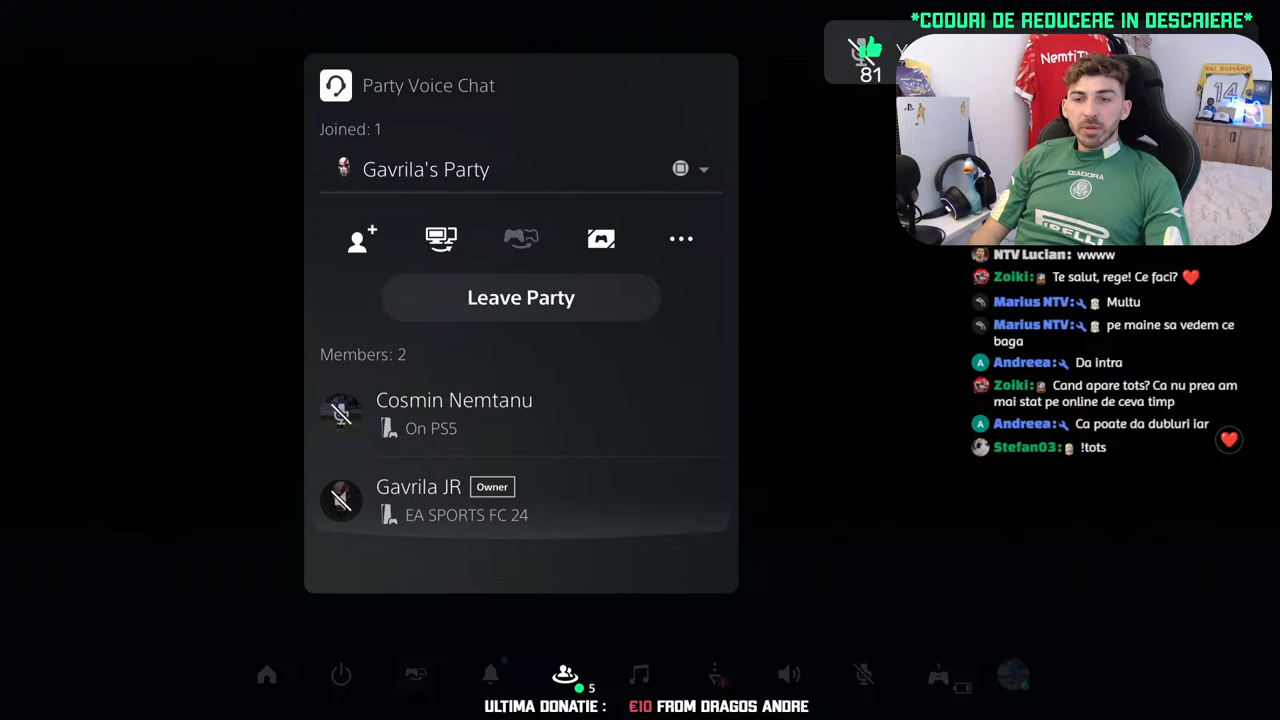 *CODURI DE REDUCERE IN DESCRIERE*
81
Party Voice Chat
Joined: 1
Gavrila's Party
Leave Party
Members: 2
Cosmin Nemtanu
On PS5
Gavrila JR Owner
EA SPORTS FC 24
14
DIADORA
PIRELLI
NTV Lucian: wwww
Zoiki: Te salut, rege! Ce faci? ❤️
Marius NTV: Multu
Marius NTV: pe maine sa vedem ce
baga
Andreea: Da intra
Zoiki: Cand apare tots? Ca nu prea am
mai stat pe online de ceva timp
Andreea: Ca poate da dubluri iar
Stefan03: !tots
5
ULTIMA DONATIE : €10 FROM DRAGOS ANDRE